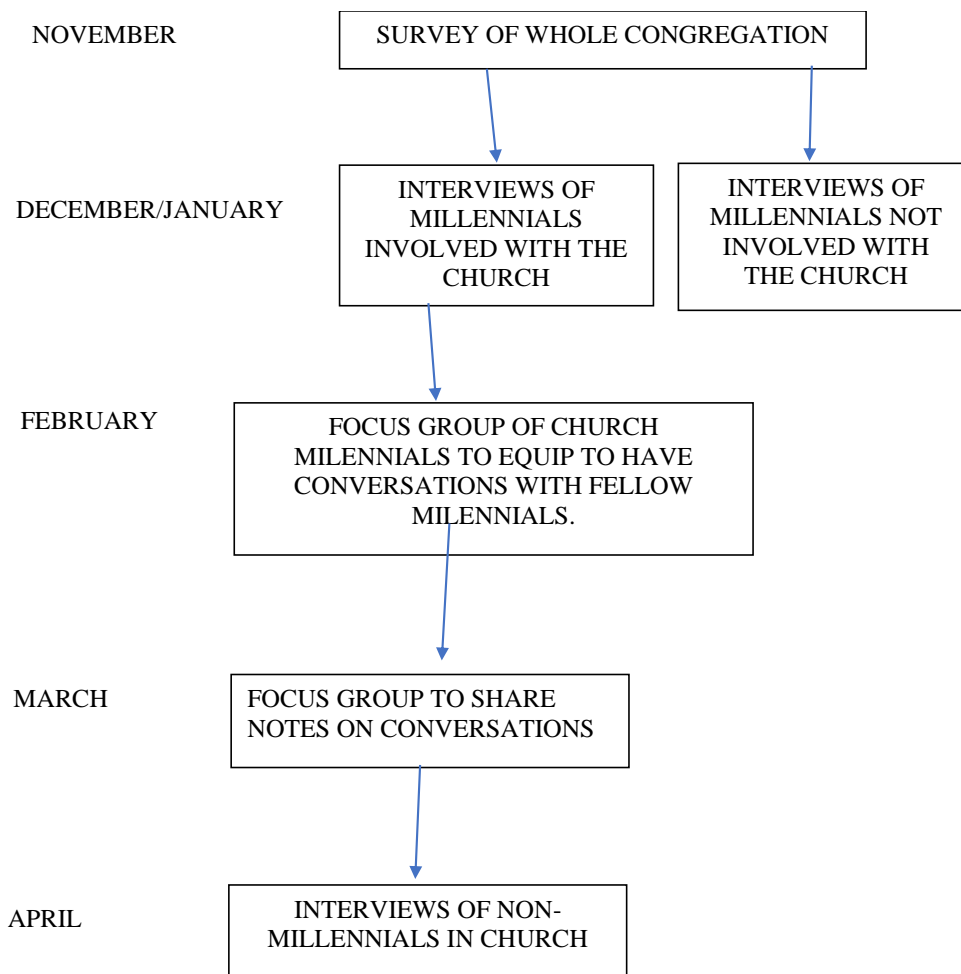 NOVEMBER
SURVEY OF WHOLE CONGREGATION
DECEMBER/JANUARY
INTERVIEWS OF
MILLENNIALS
INVOLVED WITH THE
CHURCH
INTERVIEWS OF
MILLENNIALS NOT
INVOLVED WITH
THE CHURCH
FEBRUARY
FOCUS GROUP OF CHURCH
MILENNIALS TO EQUIP TO HAVE
CONVERSATIONS WITH FELLOW
MILENNIALS.
MARCH
FOCUS GROUP TO SHARE
NOTES ON CONVERSATIONS
APRIL
INTERVIEWS OF NON-
MILLENNIALS IN CHURCH